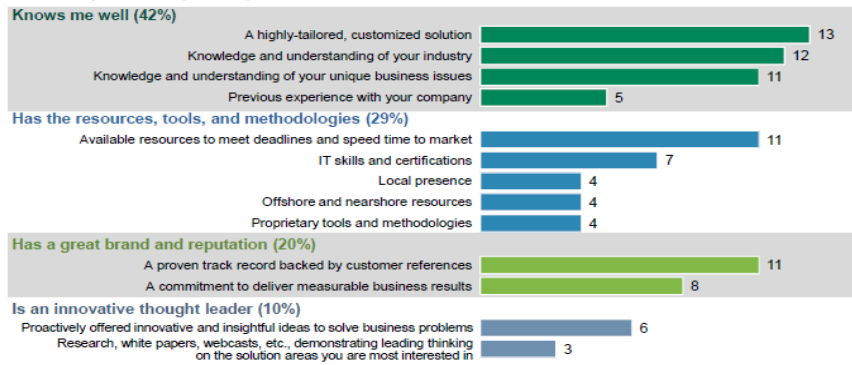 Knows me well (42%)
A highly-tailored, customized solution 13
Knowledge and understanding of your industry 12
Knowledge and understanding of your unique business issues 11
Previous experience with your company 5
Has the resources, tools, and methodologies (29%)
Available resources to meet deadlines and speed time to market 11
IT skills and certifications 7
Local presence 4
Offshore and nearshore resources 4
Proprietary tools and methodologies 4
Has a great brand and reputation (20%)
A proven track record backed by customer references 11
A commitment to deliver measurable business results 8
Is an innovative thought leader (10%)
Proactively offered innovative and insightful ideas to solve business problems 6
Research, white papers, webcasts, etc., demonstrating leading thinking
on the solution areas you are most interested in 3